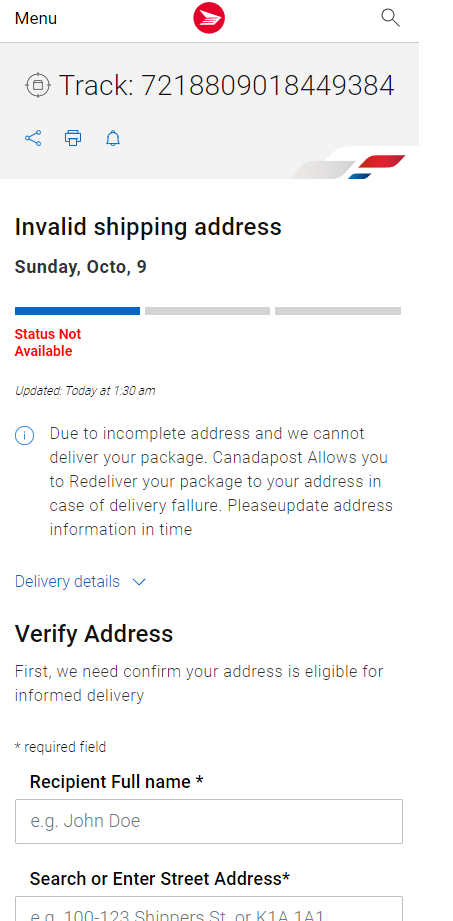 Menu
Track: 7218809018449384
Invalid shipping address
Sunday, Octo, 9
Status Not
Available
Updated: Today at 1:30 am
Due to incomplete address and we cannot
deliver your package. Canadapost Allows you
to Redeliver your package to your address in
case of delivery fallure. Pleaseupdate address
information in time
Delivery details
Verify Address
First, we need confirm your address is eligible for
informed delivery
* required field
Recipient Full name *
e.g. John Doe
Search or Enter Street Address*
e.g. 100-123 Shippers St. or K1A 1A1